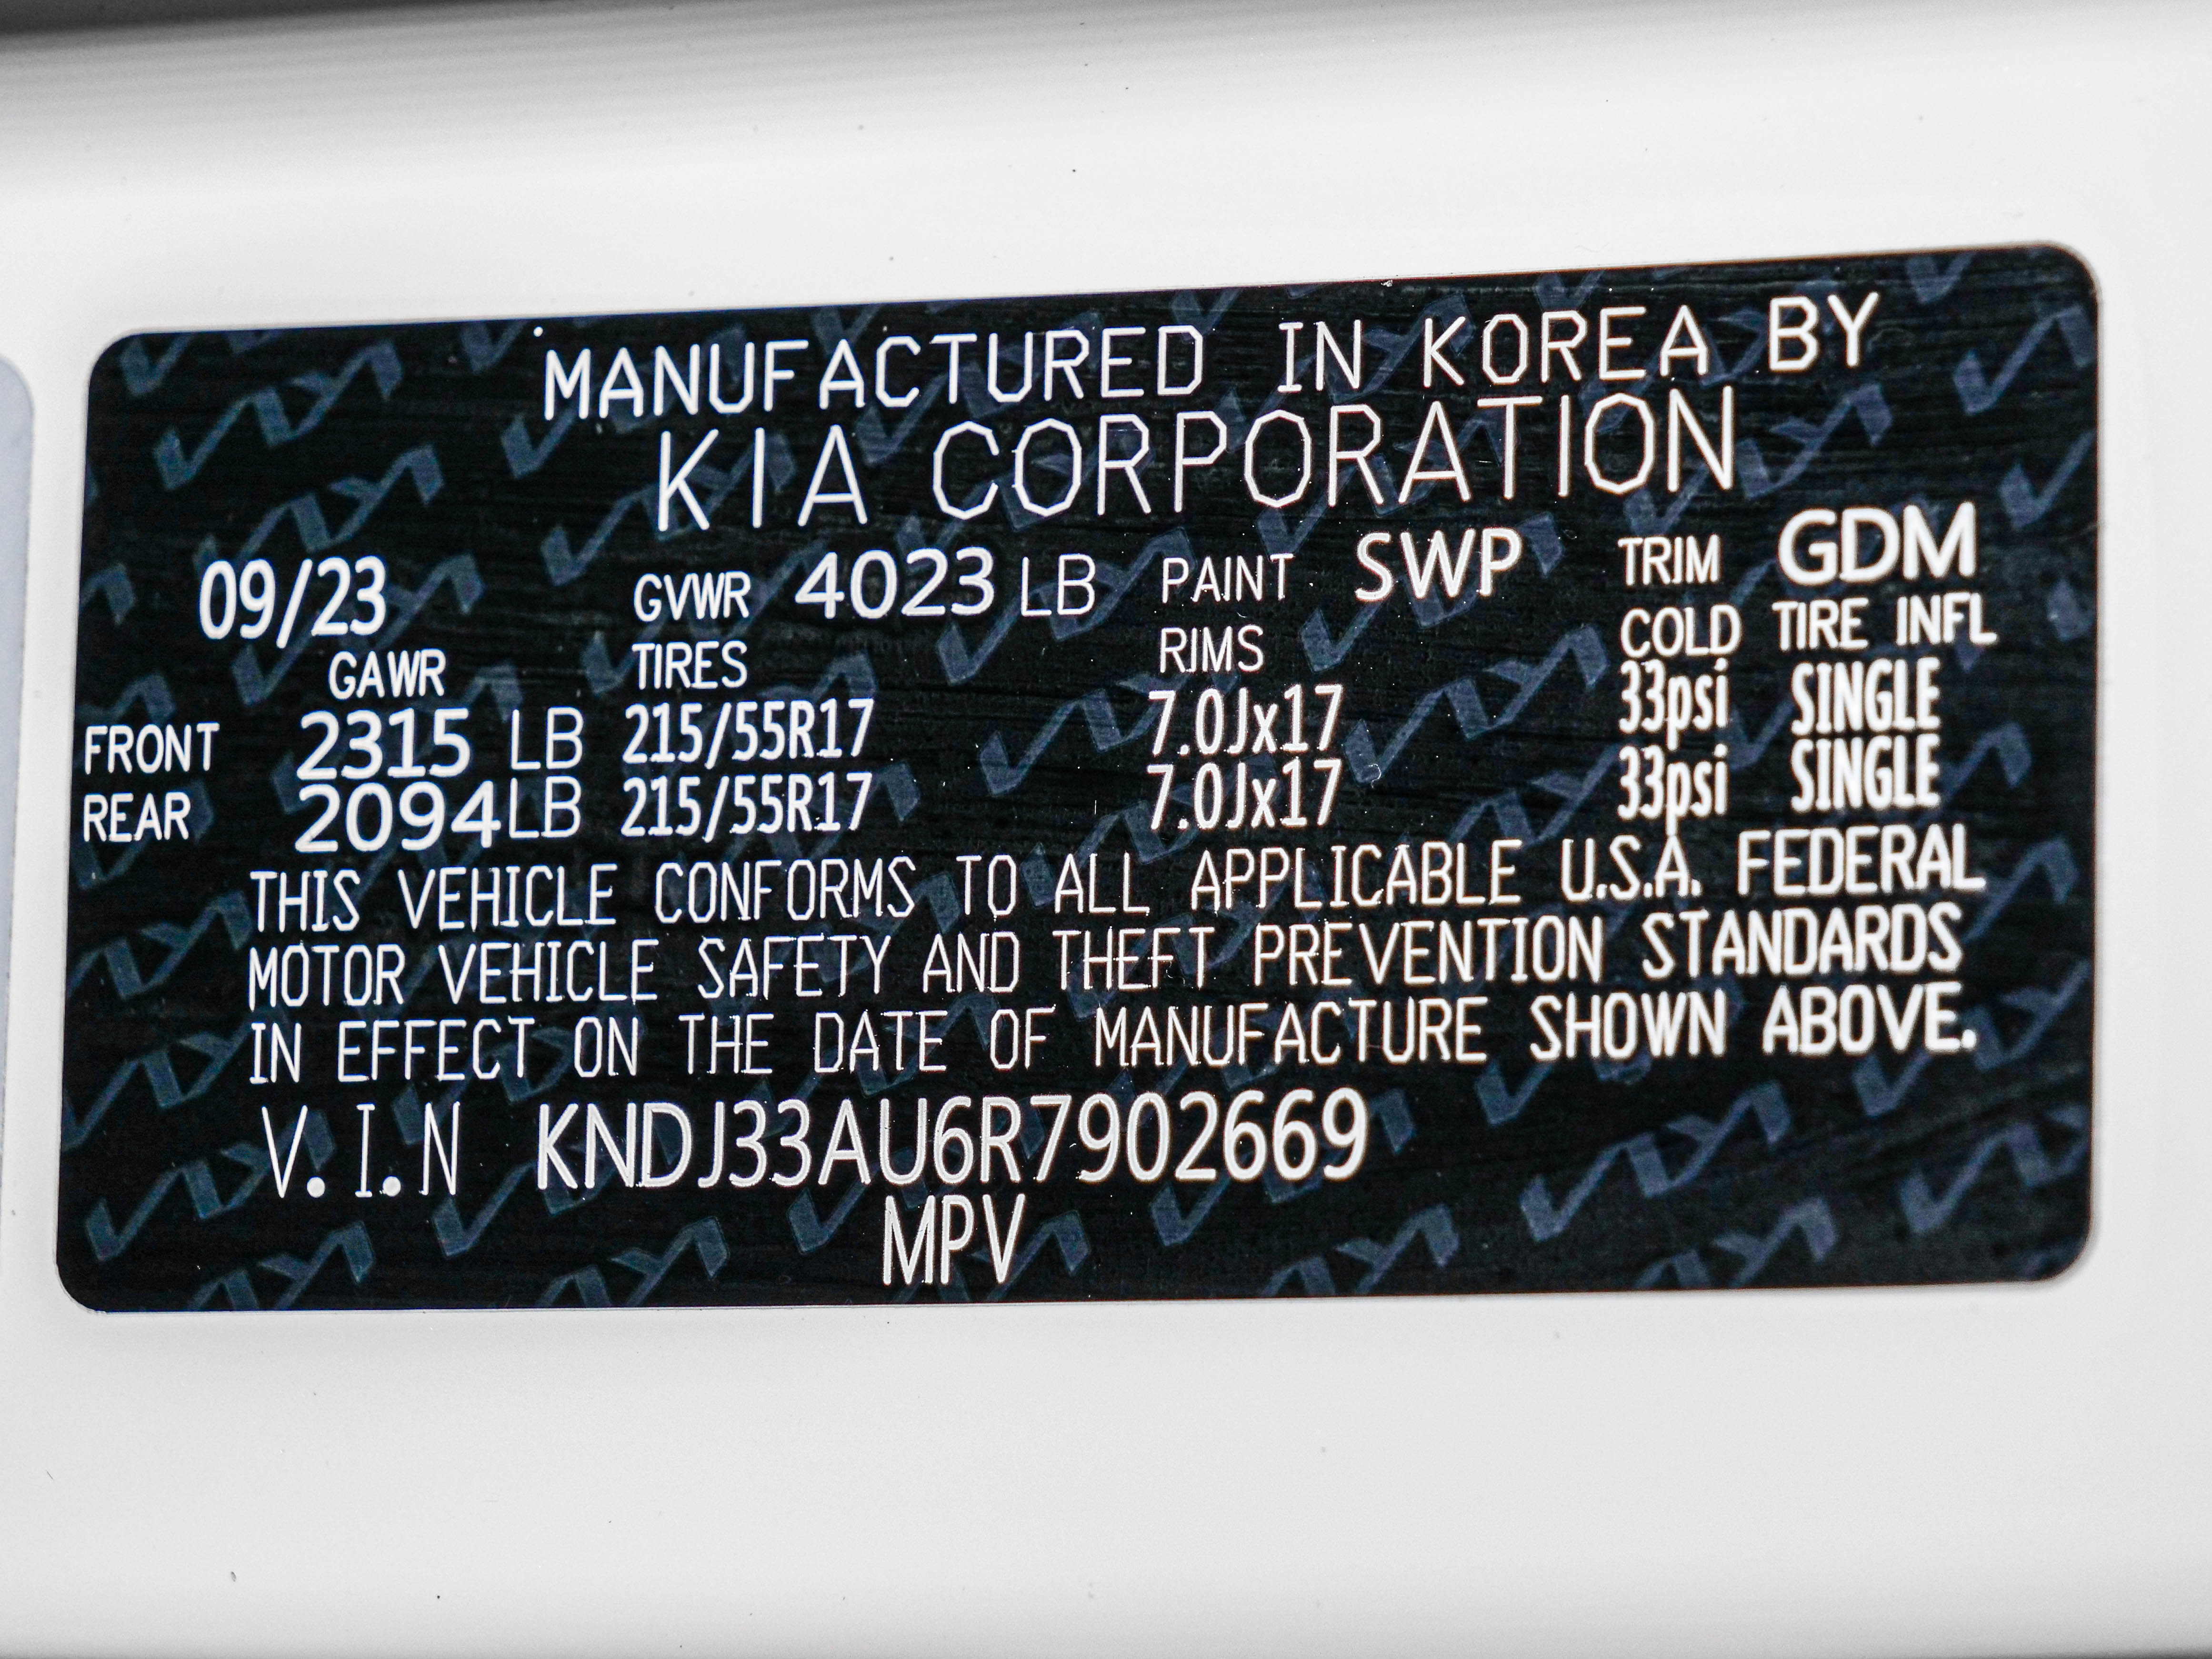 MANUFACTURED IN KOREA BY
KIA CORPORATION
09/23 GVWR 4023 LB PAINT SWP TRIM GDM
GAWR TIRES RIMS COLD TIRE INFL
FRONT 2315 LB 215/55R17 7.0Jx17 33psi SINGLE
REAR 2094 LB 215/55R17 7.0Jx17 33psi SINGLE
THIS VEHICLE CONFORMS TO ALL APPLICABLE U.S.A. FEDERAL
MOTOR VEHICLE SAFETY AND THEFT PREVENTION STANDARDS
IN EFFECT ON THE DATE OF MANUFACTURE SHOWN ABOVE.
V.I.N KNDJ33AU6R7902669
MPV